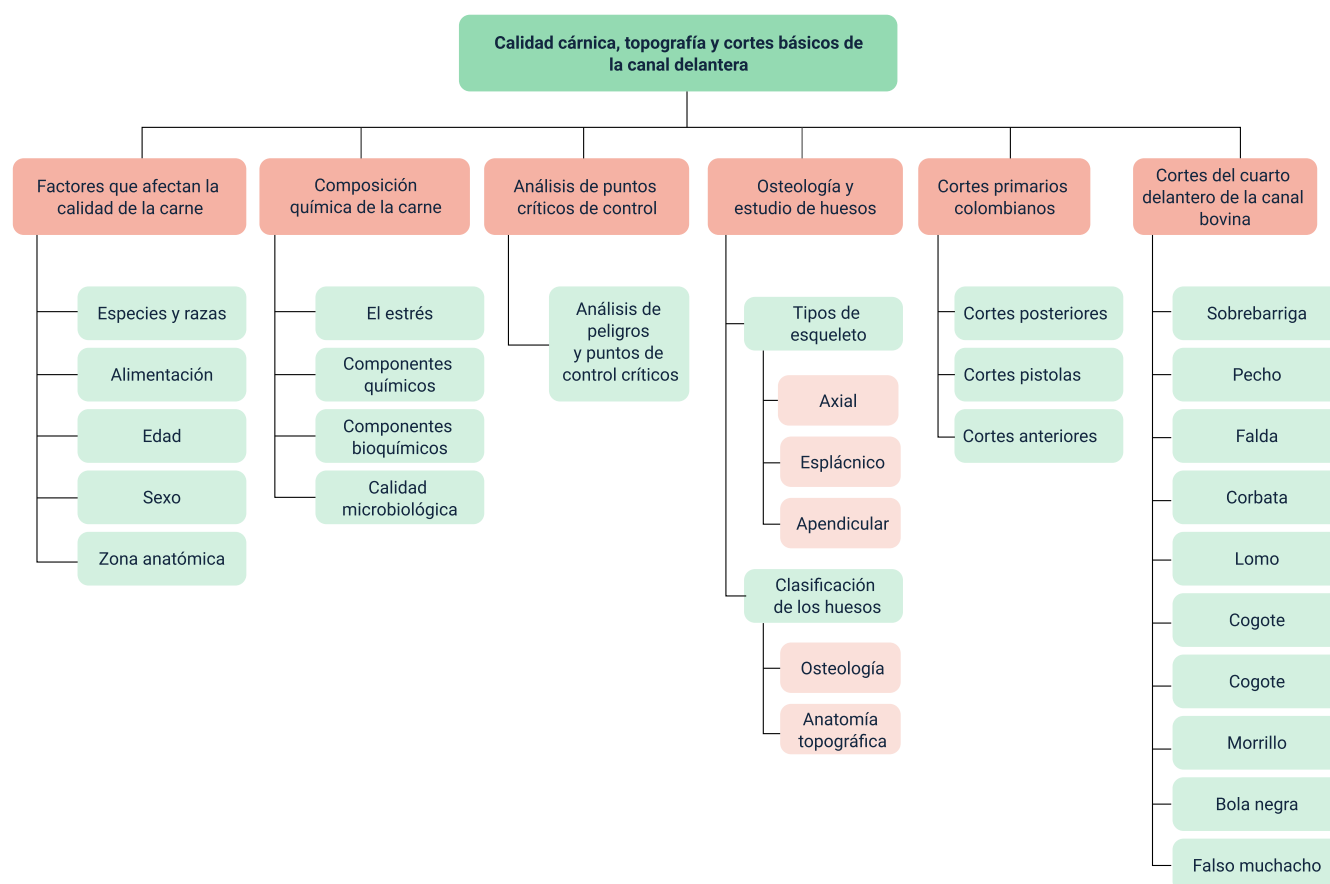 Calidad cárnica, topografía y cortes básicos de
la canal delantera
Factores que afectan la
calidad de la carne
Especies y razas
Alimentación
Edad
Sexo
Zona anatómica
Composición
química de la carne
El estrés
Componentes
químicos
Componentes
bioquímicos
Calidad
microbiológica
Análisis de puntos
críticos de control
Análisis de
peligros
y puntos de
control críticos
Osteología y
estudio de huesos
Tipos de
esqueleto
Axial
Esplácnico
Apendicular
Clasificación
de los huesos
Osteología
Anatomía
topográfica
Cortes primarios
colombianos
Cortes posteriores
Cortes pistolas
Cortes anteriores
Cortes del cuarto
delantero de la canal
bovina
Sobrebarriga
Pecho
Falda
Corbata
Lomo
Cogote
Cogote
Morrillo
Bola negra
Falso muchacho